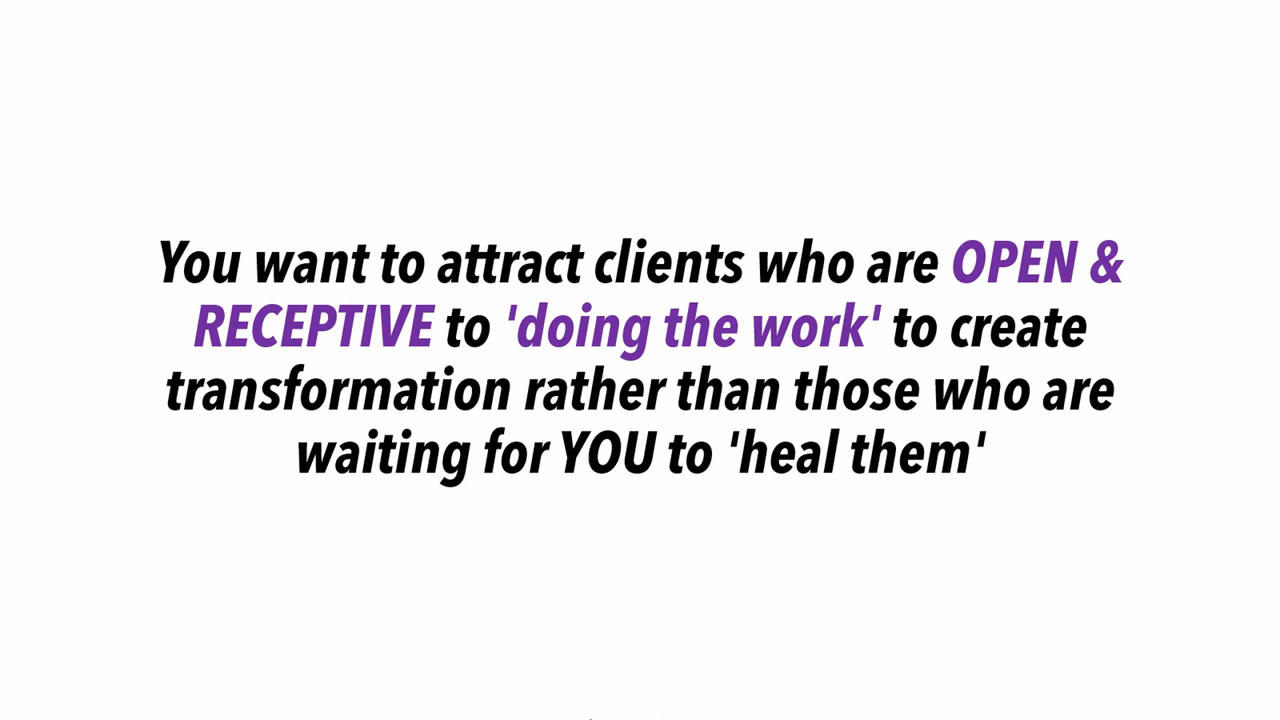 You want to attract clients who are OPEN &
RECEPTIVE to 'doing the work' to create
transformation rather than those who are
waiting for YOU to 'heal them'